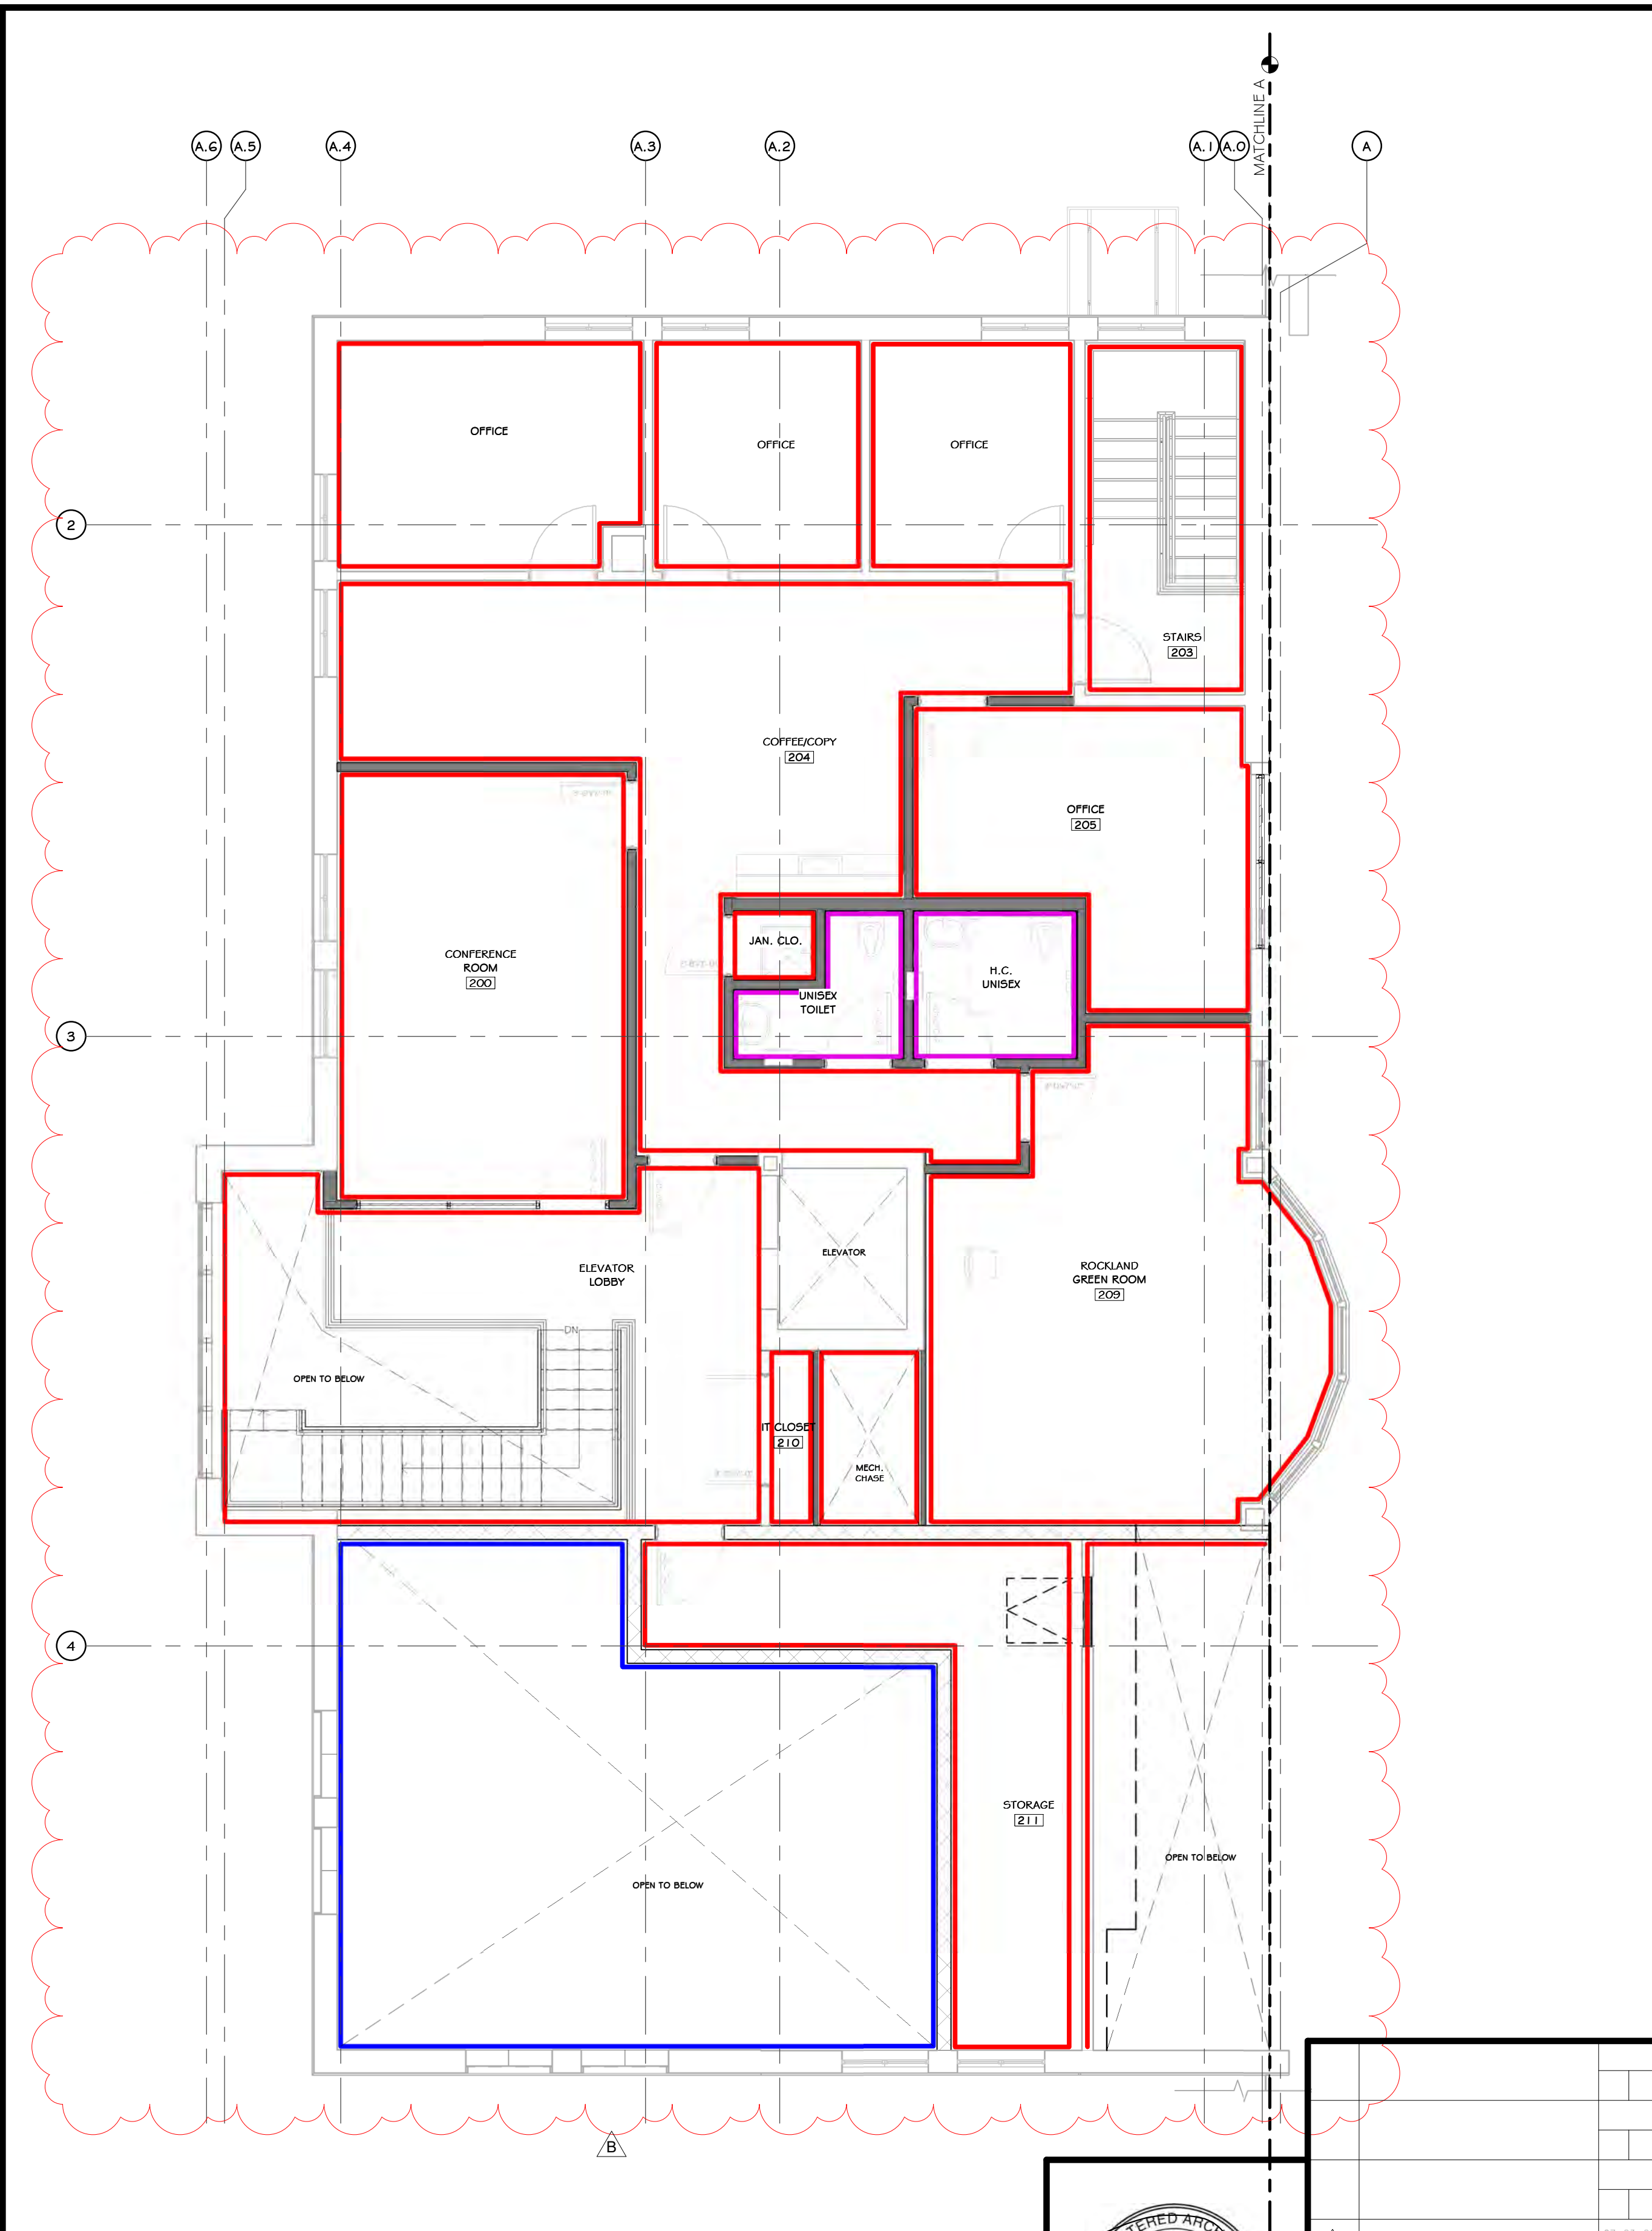 MATCHLINE A
A.6
A.5
A.4
A.3
A.2
A.1
A.0
A
OFFICE
OFFICE
OFFICE
2
STAIRS
203
COFFEE/COPY
204
OFFICE
205
JAN. CLO.
CONFERENCE
ROOM
200
H.C.
UNISEX
UNISEX
TOILET
3
ELEVATOR
ELEVATOR
LOBBY
ROCKLAND
GREEN ROOM
209
DN
OPEN TO BELOW
IT CLOSET
210
MECH.
CHASE
4
STORAGE
211
OPEN TO BELOW
OPEN TO BELOW
B